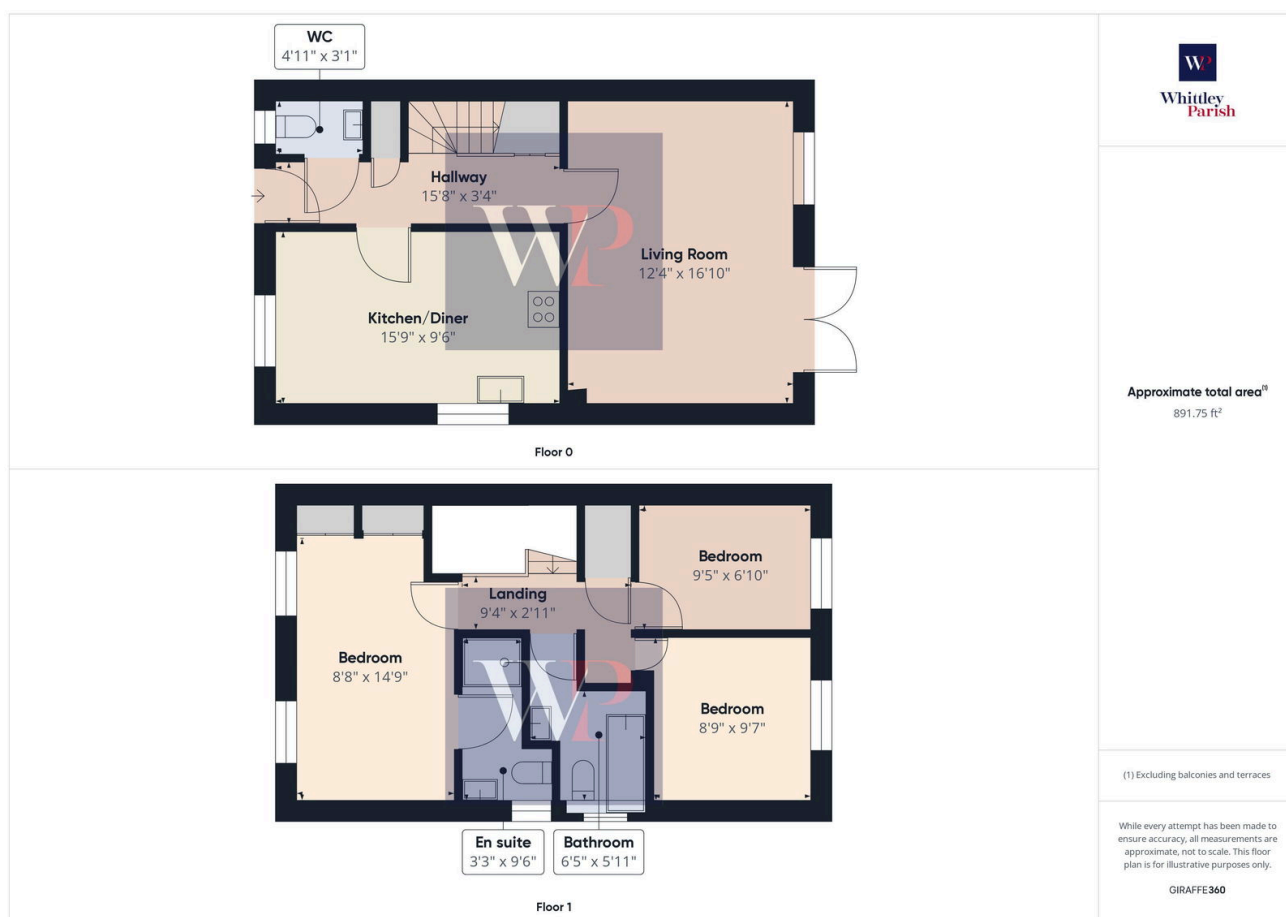 WC
4'11" x 3'1"
Hallway
15'8" x 3'4"
WP
Living Room
12'4" x 16'10"
Kitchen/Diner
15'9" x 9'6"
Floor 0
Bedroom
9'5" x 6'10"
Landing
9'4" x 2'11"
Bedroom
8'8" x 14'9"
WP
Bedroom
8'9" x 9'7"
En suite
3'3" x 9'6"
Bathroom
6'5" x 5'11"
Floor 1
WP
Whittley
Parish
Approximate total area⁽¹⁾
891.75 ft²
(1) Excluding balconies and terraces
While every attempt has been made to
ensure accuracy, all measurements are
approximate, not to scale. This floor
plan is for illustrative purposes only.
GIRAFFE360